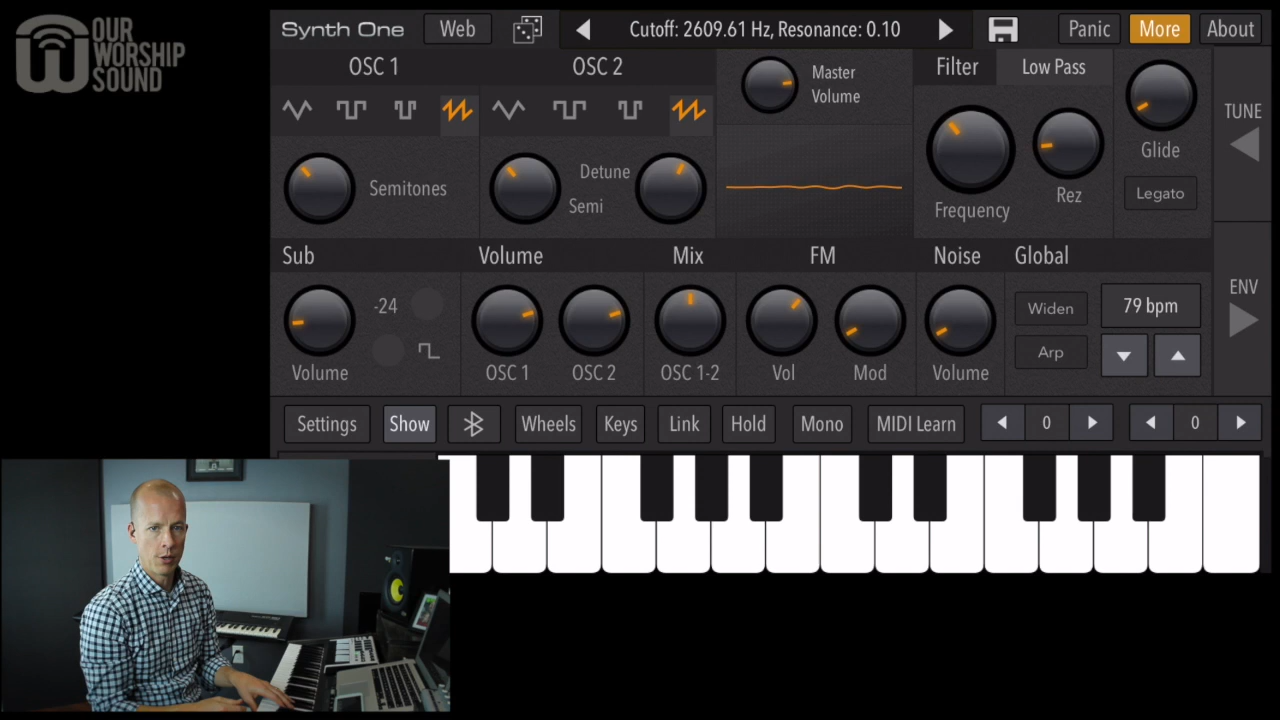 OUR
WORSHIP
SOUND
Synth One
Web
Cutoff: 2609.61 Hz, Resonance: 0.10
Panic
More
About
OSC 1
OSC 2
Master
Volume
Filter
Low Pass
TUNE
Semitones
Detune
Semi
Frequency
Rez
Glide
Legato
Sub
Volume
Mix
FM
Noise
Global
ENV
-24
Widen
79 bpm
Arp
Volume
OSC 1
OSC 2
OSC 1-2
Vol
Mod
Volume
Settings
Show
Wheels
Keys
Link
Hold
Mono
MIDI Learn
0
0